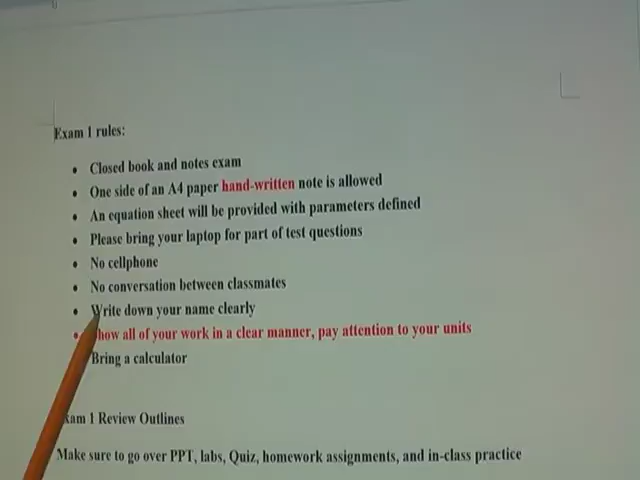 Exam 1 rules:
• Closed book and notes exam
• One side of an A4 paper hand-written note is allowed
• An equation sheet will be provided with parameters defined
• Please bring your laptop for part of test questions
• No cellphone
• No conversation between classmates
• Write down your name clearly
• Show all of your work in a clear manner, pay attention to your units
Bring a calculator
Exam 1 Review Outlines
Make sure to go over PPT, labs, Quiz, homework assignments, and in-class practice